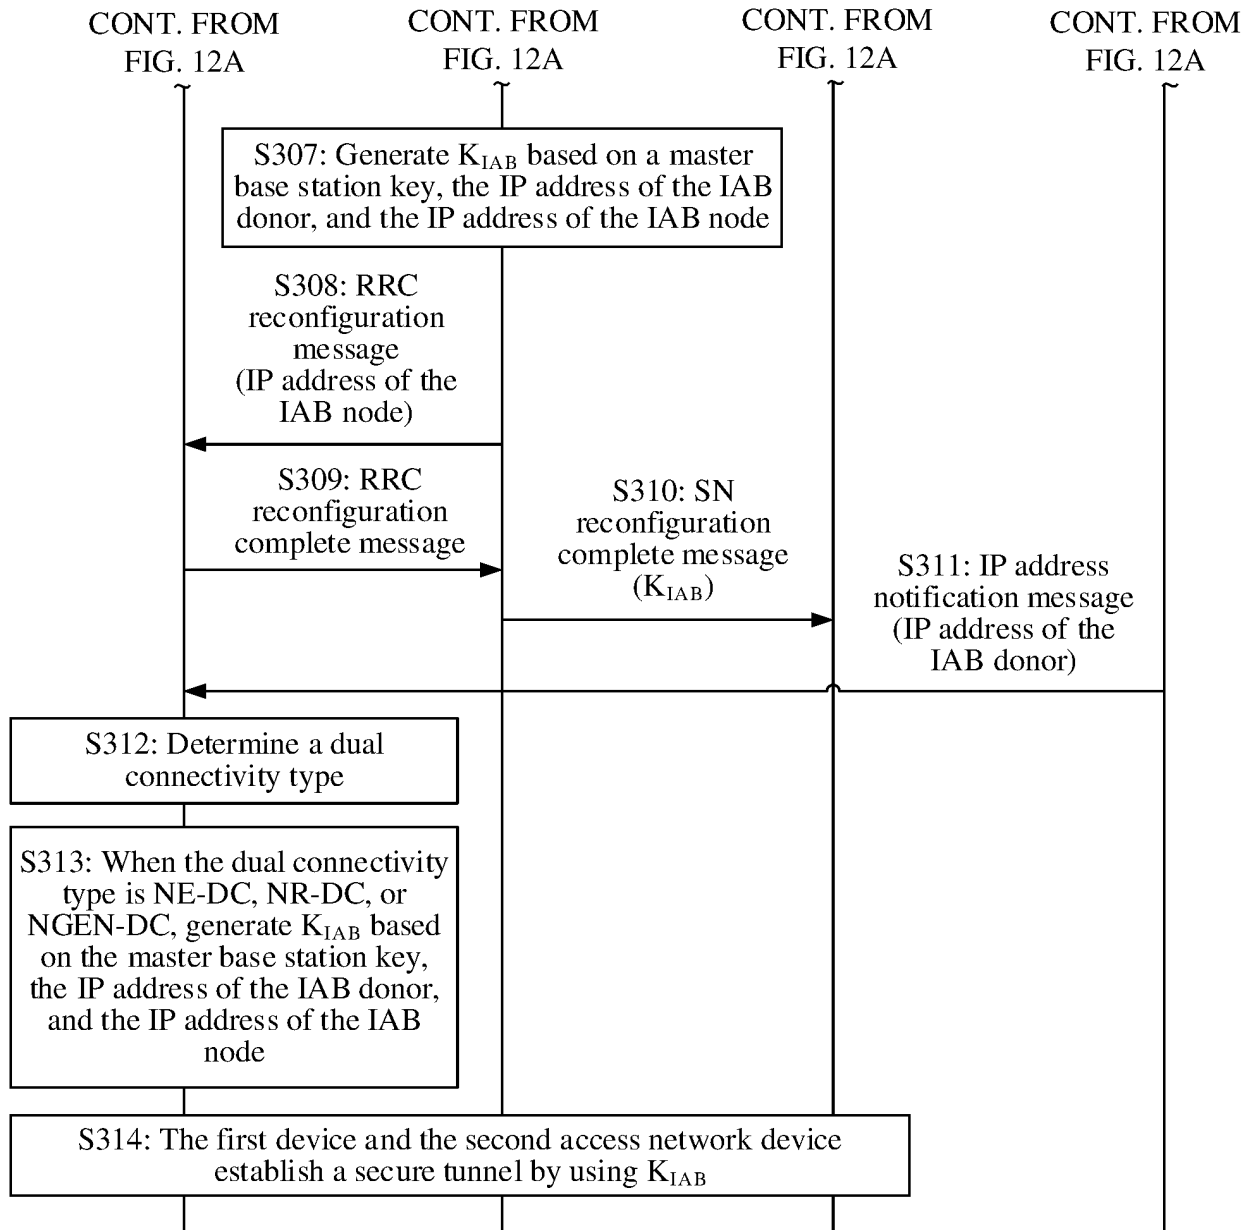 CONT. FROM
FIG. 12A
CONT. FROM
FIG. 12A
CONT. FROM
FIG. 12A
CONT. FROM
FIG. 12A
S307: Generate K_IAB based on a master
base station key, the IP address of the IAB
donor, and the IP address of the IAB node
S308: RRC
reconfiguration
message
(IP address of the
IAB node)
S309: RRC
reconfiguration
complete message
S310: SN
reconfiguration
complete message
(K_IAB)
S311: IP address
notification message
(IP address of the
IAB donor)
S312: Determine a dual
connectivity type
S313: When the dual connectivity
type is NE-DC, NR-DC, or
NGEN-DC, generate K_IAB based
on the master base station key,
the IP address of the IAB donor,
and the IP address of the IAB
node
S314: The first device and the second access network device
establish a secure tunnel by using K_IAB